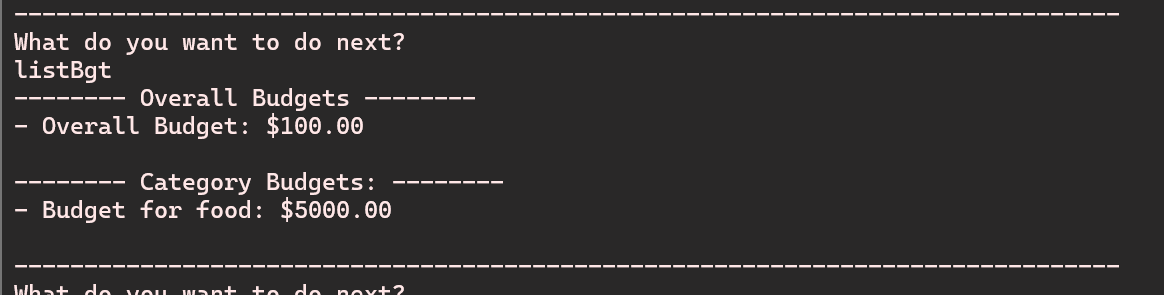 --------------------------------------------------------------------------------
What do you want to do next?
listBgt
-------- Overall Budgets --------
- Overall Budget: $100.00
-------- Category Budgets: --------
- Budget for food: $5000.00
--------------------------------------------------------------------------------
What do you want to do next?